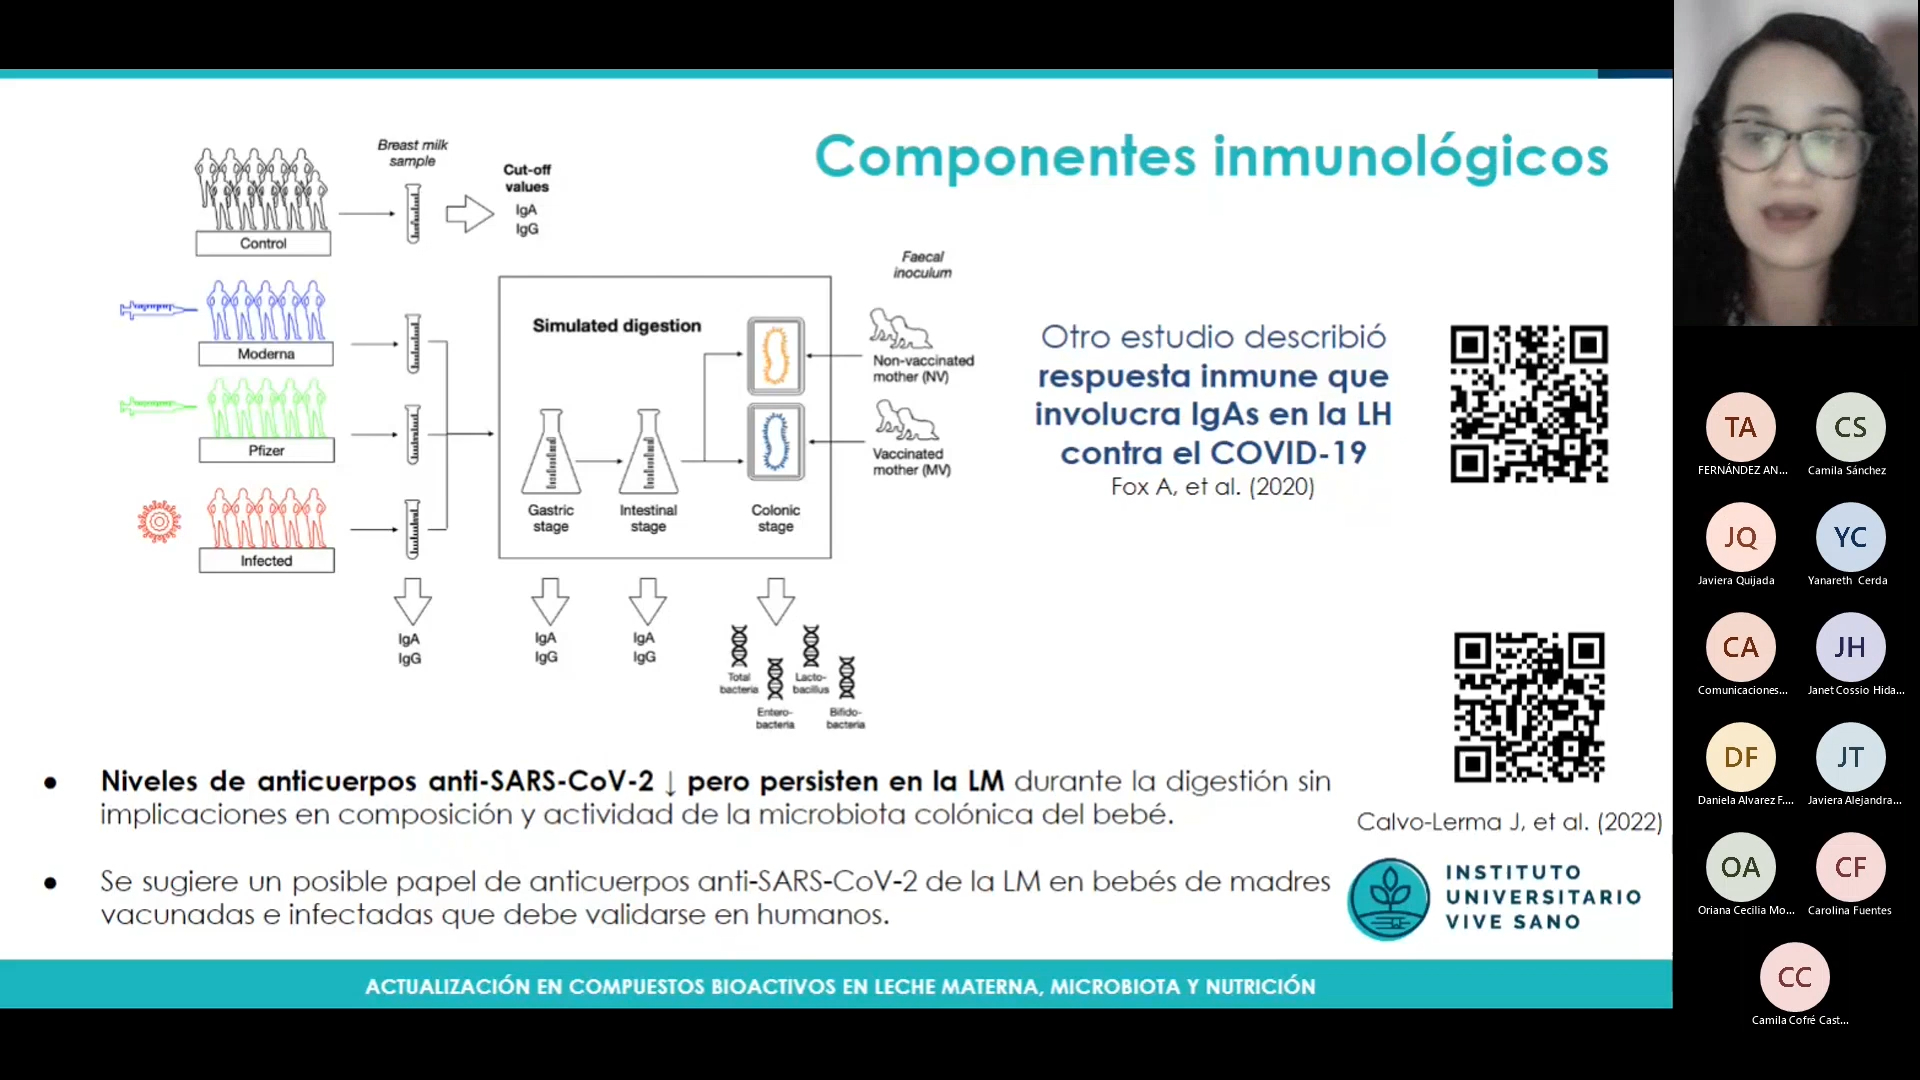 Componentes inmunológicos
Breast milk
sample
Cut-off
values
IgA
IgG
Control
Moderna
Pfizer
Infected
Simulated digestion
Gastric
stage
Intestinal
stage
Colonic
stage
Faecal
inoculum
Non-vaccinated
mother (NV)
Vaccinated
mother (MV)
IgA
IgG
IgA
IgG
IgA
IgG
Total
bacteria
Lacto-
bacillus
Entero-
bacteria
Bifido-
bacteria
Otro estudio describió
respuesta inmune que
involucra IgAs en la LH
contra el COVID-19
Fox A, et al. (2020)
● Niveles de anticuerpos anti-SARS-CoV-2 ↓ pero persisten en la LM durante la digestión sin
implicaciones en composición y actividad de la microbiota colónica del bebé.
● Se sugiere un posible papel de anticuerpos anti-SARS-CoV-2 de la LM en bebés de madres
vacunadas e infectadas que debe validarse en humanos.
Calvo-Lerma J, et al. (2022)
INSTITUTO
UNIVERSITARIO
VIVE SANO
ACTUALIZACIÓN EN COMPUESTOS BIOACTIVOS EN LECHE MATERNA, MICROBIOTA Y NUTRICIÓN
TA
FERNÁNDEZ AN...
CS
Camila Sánchez
JQ
Javiera Quijada
YC
Yanareth Cerda
CA
Comunicaciones...
JH
Janet Cossio Hida...
DF
Daniela Alvarez F....
JT
Javiera Alejandra...
OA
Oriana Cecilia Mo...
CF
Carolina Fuentes
CC
Camila Cofré Cast...